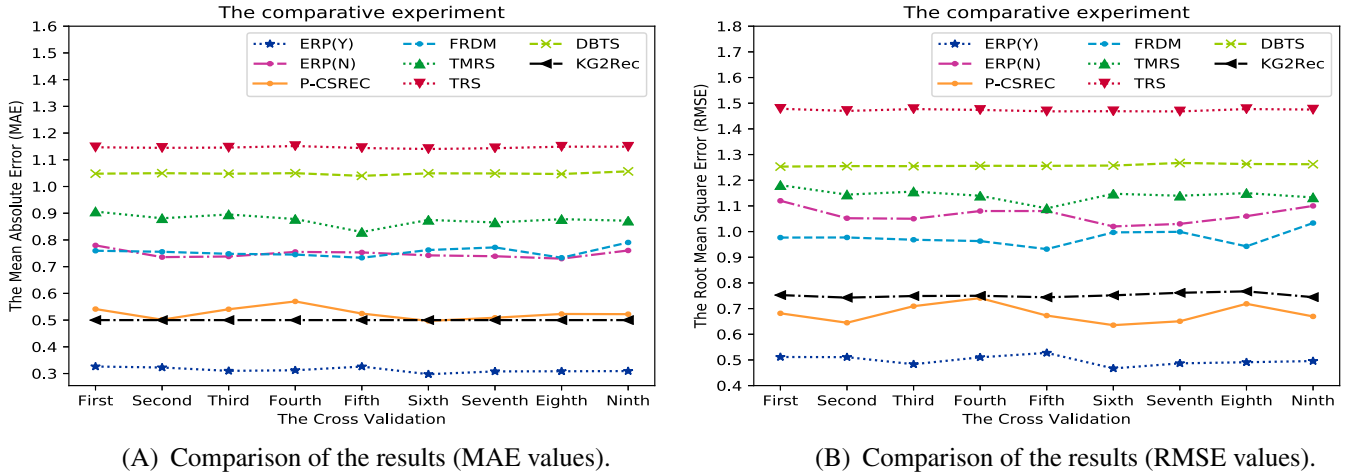 The comparative experiment
1.6
1.5
1.4
1.3
1.2
1.1
1.0
0.9
0.8
0.7
0.6
0.5
0.4
0.3
The Mean Absolute Error (MAE)
ERP(Y) FRDM DBTS
ERP(N) TMRS KG2Rec
P-CSREC TRS
First Second Third Fourth Fifth Sixth Seventh Eighth Ninth
The Cross Validation
(A) Comparison of the results (MAE values).
The comparative experiment
1.8
1.7
1.6
1.5
1.4
1.3
1.2
1.1
1.0
0.9
0.8
0.7
0.6
0.5
0.4
The Root Mean Square Error (RMSE)
ERP(Y) FRDM DBTS
ERP(N) TMRS KG2Rec
P-CSREC TRS
First Second Third Fourth Fifth Sixth Seventh Eighth Ninth
The Cross Validation
(B) Comparison of the results (RMSE values).